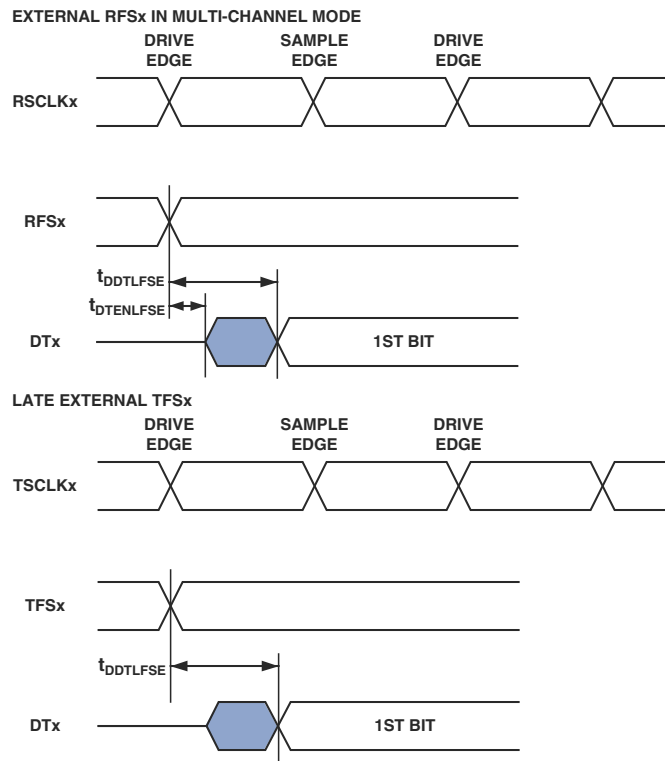 EXTERNAL RFSx IN MULTI-CHANNEL MODE
DRIVE EDGE
SAMPLE EDGE
DRIVE EDGE
RSCLKx
RFSx
tDDTLFSE
tDTENLFSE
DTx
1ST BIT
LATE EXTERNAL TFSx
DRIVE EDGE
SAMPLE EDGE
DRIVE EDGE
TSCLKx
TFSx
tDDTLFSE
DTx
1ST BIT